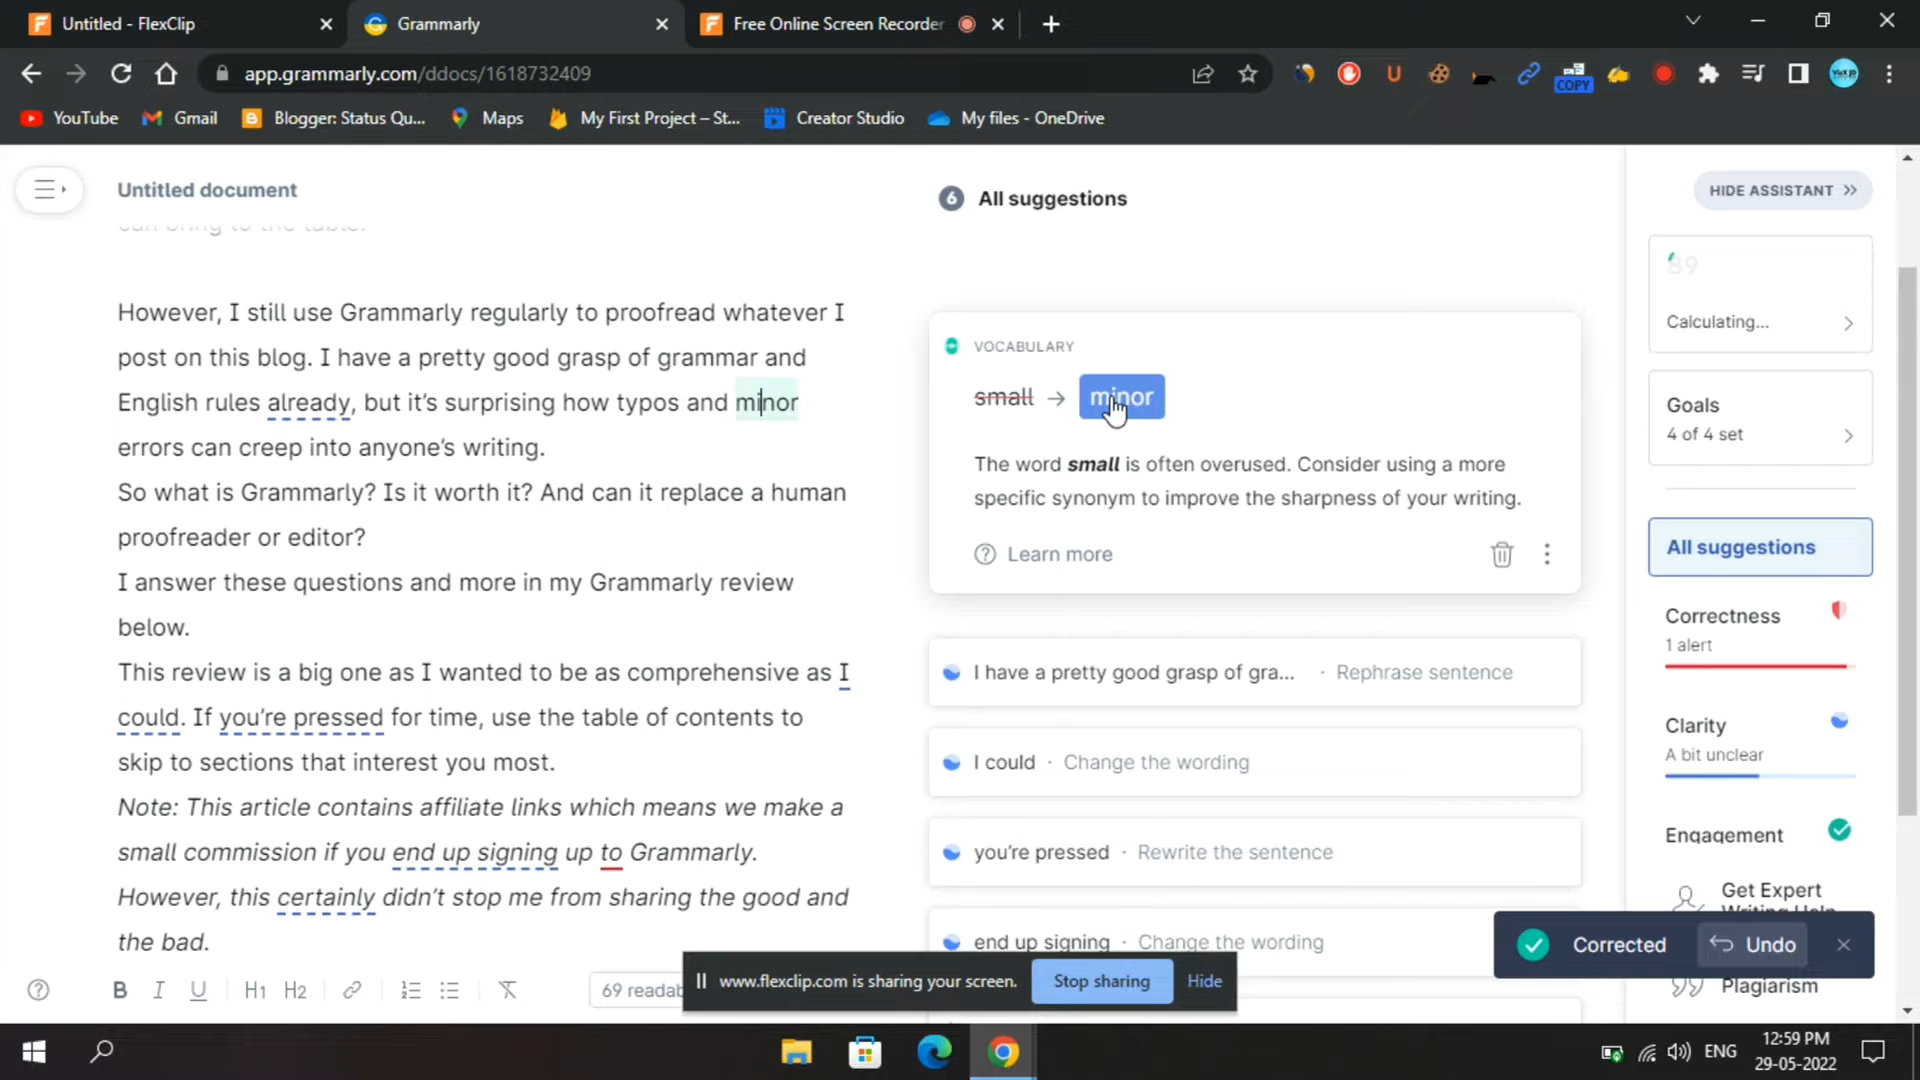 Untitled - FlexClip
Grammarly
Free Online Screen Recorder
app.grammarly.com/ddocs/1618732409
U
COPY
YouTube
Gmail
Blogger: Status Qu...
Maps
My First Project – St...
Creator Studio
My files - OneDrive
Untitled document
can bring to the table.
However, I still use Grammarly regularly to proofread whatever I
post on this blog. I have a pretty good grasp of grammar and
English rules already, but it's surprising how typos and minor
errors can creep into anyone's writing.
So what is Grammarly? Is it worth it? And can it replace a human
proofreader or editor?
I answer these questions and more in my Grammarly review
below.
This review is a big one as I wanted to be as comprehensive as I
could. If you're pressed for time, use the table of contents to
skip to sections that interest you most.
Note: This article contains affiliate links which means we make a
small commission if you end up signing up to Grammarly.
However, this certainly didn't stop me from sharing the good and
the bad.
B I U H1 H2
69 readab
6 All suggestions
VOCABULARY
small → minor
The word small is often overused. Consider using a more
specific synonym to improve the sharpness of your writing.
Learn more
I have a pretty good grasp of gra... · Rephrase sentence
I could · Change the wording
you're pressed · Rewrite the sentence
end up signing · Change the wording
HIDE ASSISTANT
89
Calculating...
Goals
4 of 4 set
All suggestions
Correctness
1 alert
Clarity
A bit unclear
Engagement
Get Expert
Writing Help
Corrected Undo
Plagiarism
www.flexclip.com is sharing your screen. Stop sharing Hide
ENG
12:59 PM
29-05-2022